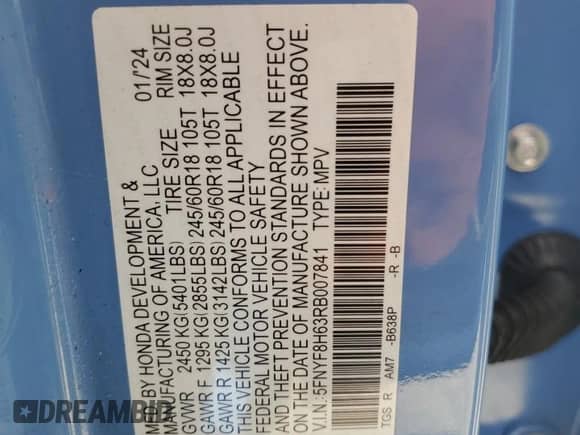 MFD BY HONDA DEVELOPMENT &
MANUFACTURING OF AMERICA, LLC 01/'24
TIRE SIZE RIM SIZE
GVWR 2450 KG(5401LBS)
GAWR F 1295 KG(2855LBS) 245/60R18 105T 18X8.0J
GAWR R 1425 KG(3142LBS) 245/60R18 105T 18X8.0J
THIS VEHICLE CONFORMS TO ALL APPLICABLE
FEDERAL MOTOR VEHICLE SAFETY
AND THEFT PREVENTION STANDARDS IN EFFECT
ON THE DATE OF MANUFACTURE SHOWN ABOVE.
V.I.N.:5FNYF8H63RB007841 TYPE:MPV
TGS R AM7 -B638P -R -B
DREAMBID